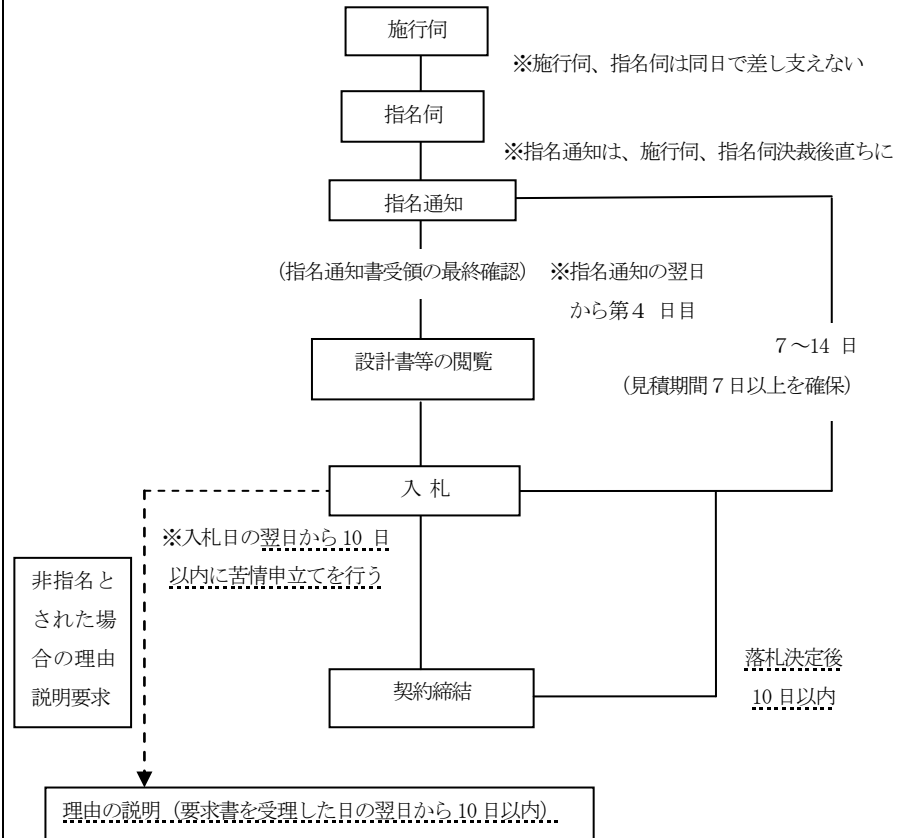 施行伺
※施行伺、指名伺は同日で差し支えない
指名伺
※指名通知は、施行伺、指名伺決裁後直ちに
指名通知
(指名通知書受領の最終確認) ※指名通知の翌日
から第４ 日目
7～14 日
(見積期間７日以上を確保)
設計書等の閲覧
入 札
※入札日の翌日から 10 日
以内に苦情申立てを行う
非指名と
された場
合の理由
説明要求
落札決定後
10 日以内
契約締結
理由の説明（要求書を受理した日の翌日から 10 日以内）